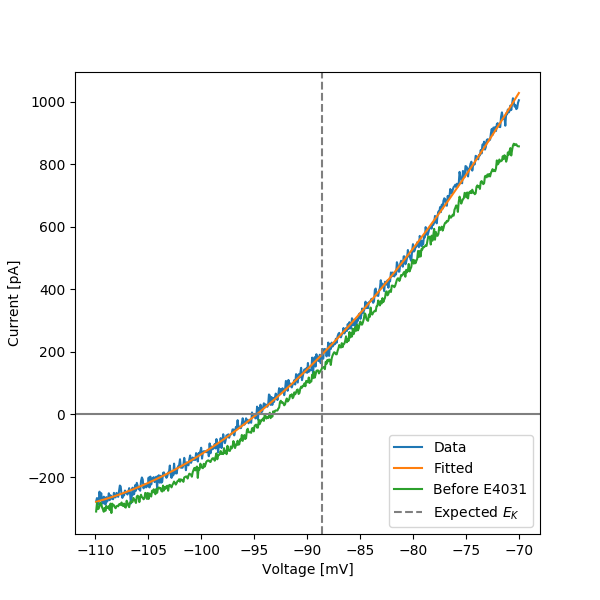 1000
800
600
400
200
0
−200
Current [pA]
−110
−105
−100
−95
−90
−85
−80
−75
−70
Voltage [mV]
Data
Fitted
Before E4031
Expected E_K